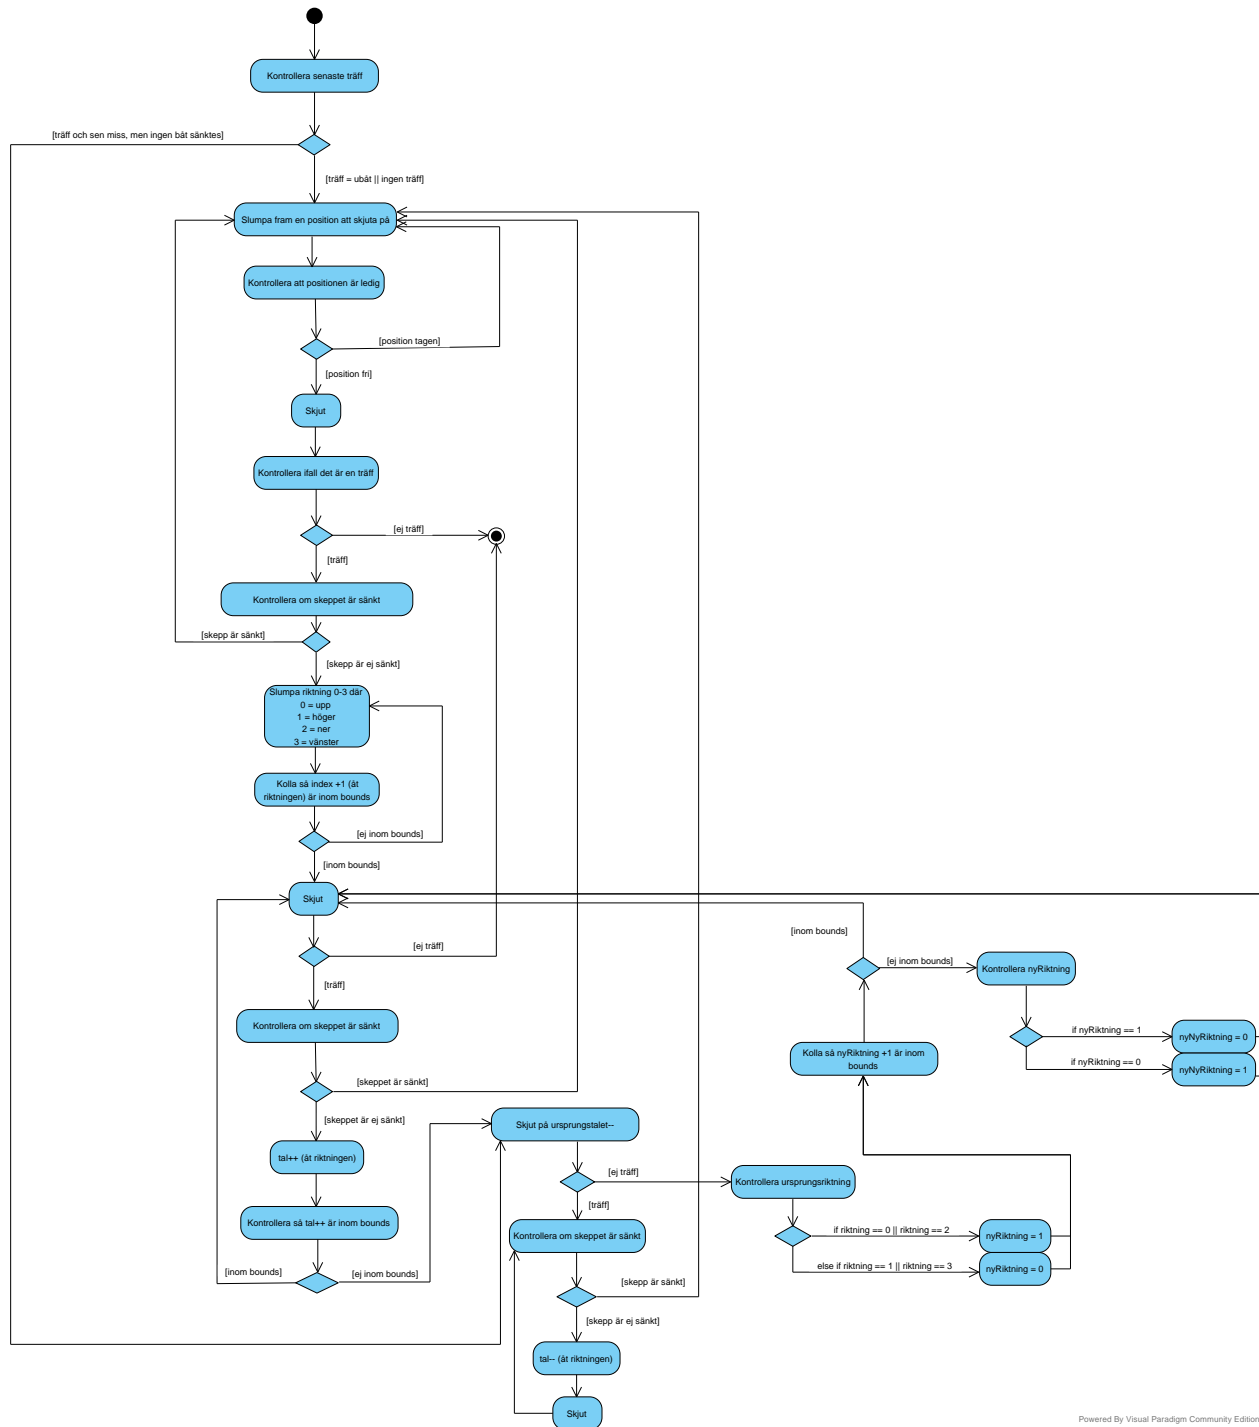 Kontrollera senaste träff
[träff och sen miss, men ingen båt sänktes]
[träff = ubåt || ingen träff]
Slumpa fram en position att skjuta på
Kontrollera att positionen är ledig
[position tagen]
[position fri]
Skjut
Kontrollera ifall det är en träff
[ej träff]
[träff]
Kontrollera om skeppet är sänkt
[skepp är sänkt]
[skepp är ej sänkt]
Slumpa riktning 0-3 där
0 = upp
1 = höger
2 = ner
3 = vänster
Kolla så index +1 (åt
riktningen) är inom bounds
[ej inom bounds]
[inom bounds]
Skjut
[ej träff]
[träff]
Kontrollera om skeppet är sänkt
[skeppet är sänkt]
[skeppet är ej sänkt]
tal++ (åt riktningen)
Kontrollera så tal++ är inom bounds
[inom bounds]
[ej inom bounds]
Skjut på ursprungstalet--
[ej träff]
[träff]
Kontrollera om skeppet är sänkt
[skepp är sänkt]
[skepp är ej sänkt]
tal-- (åt riktningen)
Skjut
Kontrollera ursprungsriktning
if riktning == 0 || riktning == 2
nyRiktning = 1
else if riktning == 1 || riktning == 3
nyRiktning = 0
Kolla så nyRiktning +1 är inom
bounds
[inom bounds]
[ej inom bounds]
Kontrollera nyRiktning
if nyRiktning == 1
nyNyRiktning = 0
if nyRiktning == 0
nyNyRiktning = 1
Powered By Visual Paradigm Community Edition